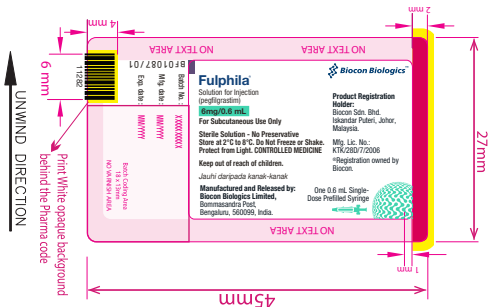 4 mm
2 mm
NO TEXT AREA
NO TEXT AREA
6 mm
11282
BF01087/01
Batch No. : XXXXXXXX
Mfg. date : MM/YYYY
Exp. date : MM/YYYY
Batch Coding Area
18 x 13mm
NO VARNISH AREA
UNWIND DIRECTION
Print White opaque background
behind the Pharma code
Fulphila®
Solution for Injection
(pegfilgrastim)
6mg/0.6 mL
For Subcutaneous Use Only
Sterile Solution - No Preservative
Store at 2°C to 8°C. Do Not Freeze or Shake.
Protect from Light. CONTROLLED MEDICINE
Keep out of reach of children.
Jauhi daripada kanak-kanak
Manufactured and Released by:
Biocon Biologics Limited,
Bommasandra Post,
Bengaluru, 560099, India.
Biocon Biologics™
Product Registration
Holder:
Biocon Sdn. Bhd.
Iskandar Puteri, Johor,
Malaysia.
Mfg. Lic. No.:
KTK/28D/7/2006
®Registration owned by
Biocon.
One 0.6 mL Single-
Dose Prefilled Syringe
27mm
1 mm
NO TEXT AREA
45mm